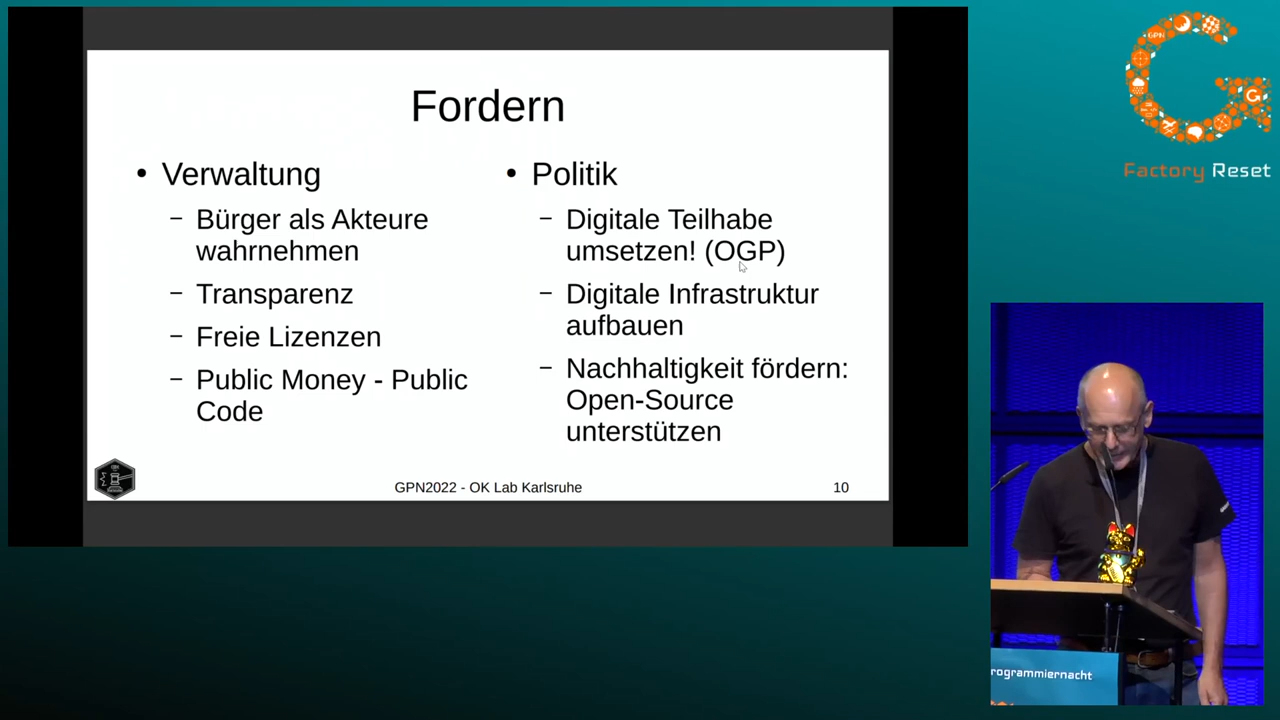 Fordern
• Verwaltung
– Bürger als Akteure
wahrnehmen
– Transparenz
– Freie Lizenzen
– Public Money - Public
Code
• Politik
– Digitale Teilhabe
umsetzen! (OGP)
– Digitale Infrastruktur
aufbauen
– Nachhaltigkeit fördern:
Open-Source
unterstützen
GPN2022 - OK Lab Karlsruhe
10
GPN
G
Factory Reset
rogrammiernacht